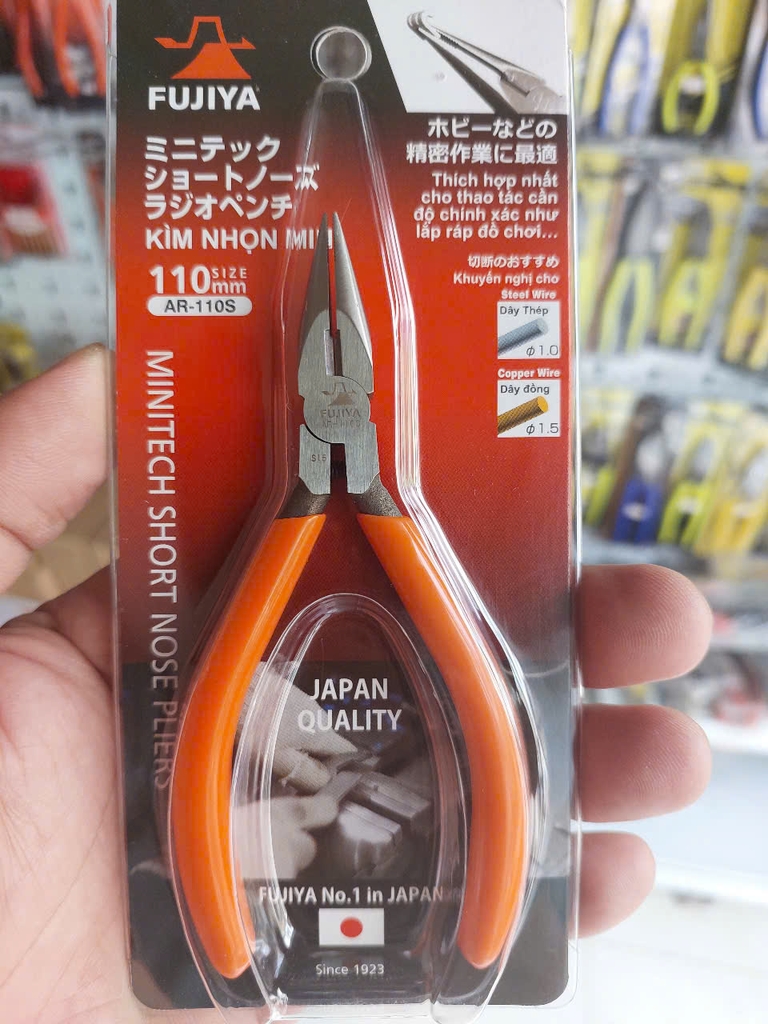 FUJIYA
ミニテック
ショートノーズ
ラジオペンチ
KÌM NHỌN MINI
110mm SIZE
AR-110S
MINITECH SHORT NOSE PLIERS
ホビーなどの
精密作業に最適
Thích hợp nhất
cho thao tác cần
độ chính xác như
lắp ráp đồ chơi...
切断のおすすめ
Khuyến nghị cho
Steel Wire
Dây Thép
ϕ1.0
Copper Wire
Dây đồng
ϕ1.5
FUJIYA
JAPAN
QUALITY
FUJIYA No.1 in JAPAN
Since 1923